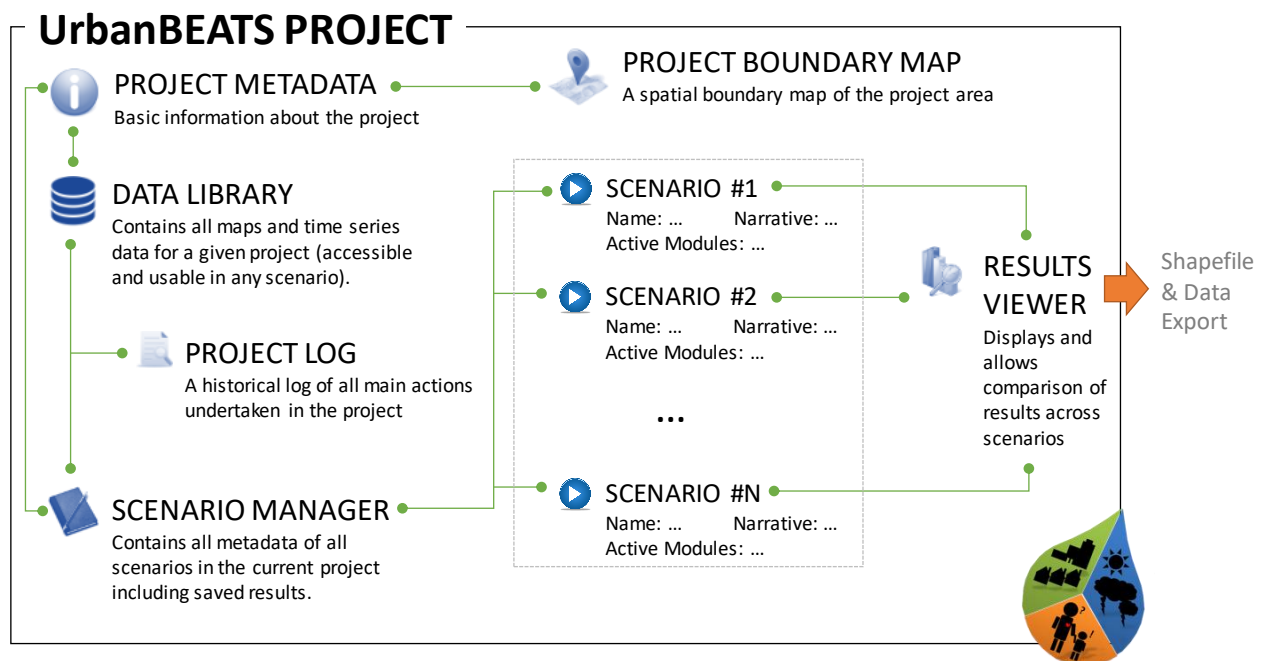 UrbanBEATS PROJECT
PROJECT METADATA
Basic information about the project
PROJECT BOUNDARY MAP
A spatial boundary map of the project area
DATA LIBRARY
Contains all maps and time series
data for a given project (accessible
and usable in any scenario).
PROJECT LOG
A historical log of all main actions
undertaken in the project
SCENARIO MANAGER
Contains all metadata of all
scenarios in the current project
including saved results.
SCENARIO #1
Name: ... Narrative: ...
Active Modules: ...
SCENARIO #2
Name: ... Narrative: ...
Active Modules: ...
...
SCENARIO #N
Name: ... Narrative: ...
Active Modules: ...
RESULTS
VIEWER
Displays and
allows
comparison of
results across
scenarios
Shapefile
& Data
Export
? !